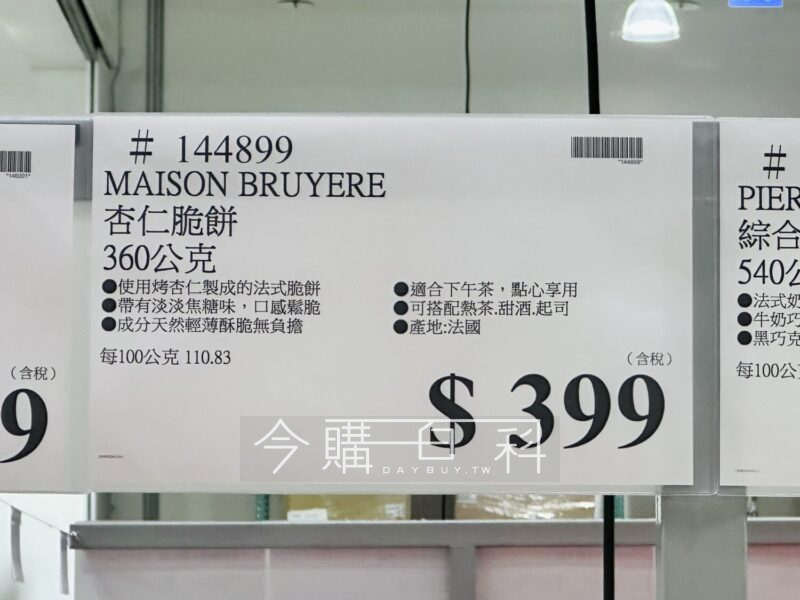 *146001*
（含稅）
9
# 144899
*144899*
MAISON BRUYERE
杏仁脆餅
360公克
●使用烤杏仁製成的法式脆餅
●帶有淡淡焦糖味，口感鬆脆
●成分天然輕薄酥脆無負擔
●適合下午茶，點心享用
●可搭配熱茶.甜酒.起司
●產地:法國
每100公克 110.83
（含稅）
$ 399
今購百科
DAYBUY.TW
#
PIER
綜合
540公
●法式奶
●牛奶巧
●黑巧克
每100公